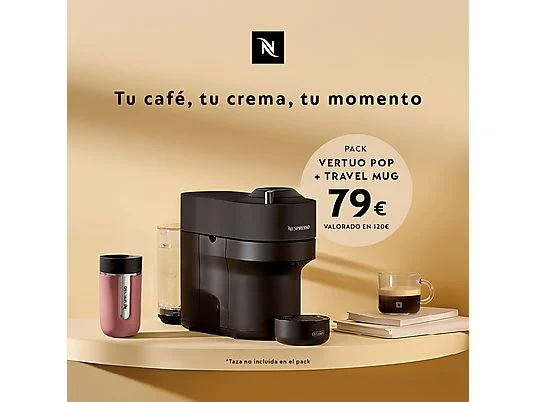 N
Tu café, tu crema, tu momento
PACK
VERTUO POP
+ TRAVEL MUG
79€
VALORADO EN 120€
NESPRESSO
NESPRESSO
*Taza no incluida en el pack